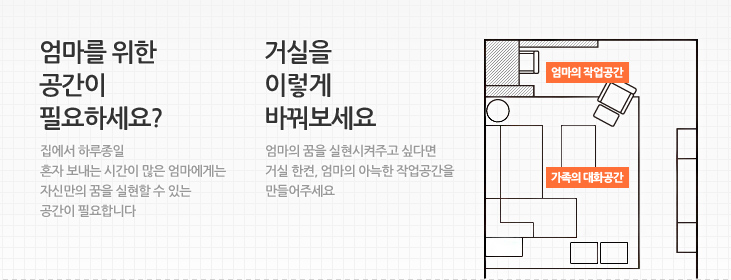 엄마를 위한
공간이
필요하세요?
집에서 하루종일
혼자 보내는 시간이 많은 엄마에게는
자신만의 꿈을 실현할 수 있는
공간이 필요합니다
거실을
이렇게
바꿔보세요
엄마의 꿈을 실현시켜주고 싶다면
거실 한켠, 엄마의 아늑한 작업공간을
만들어주세요
엄마의 작업공간
가족의 대화공간